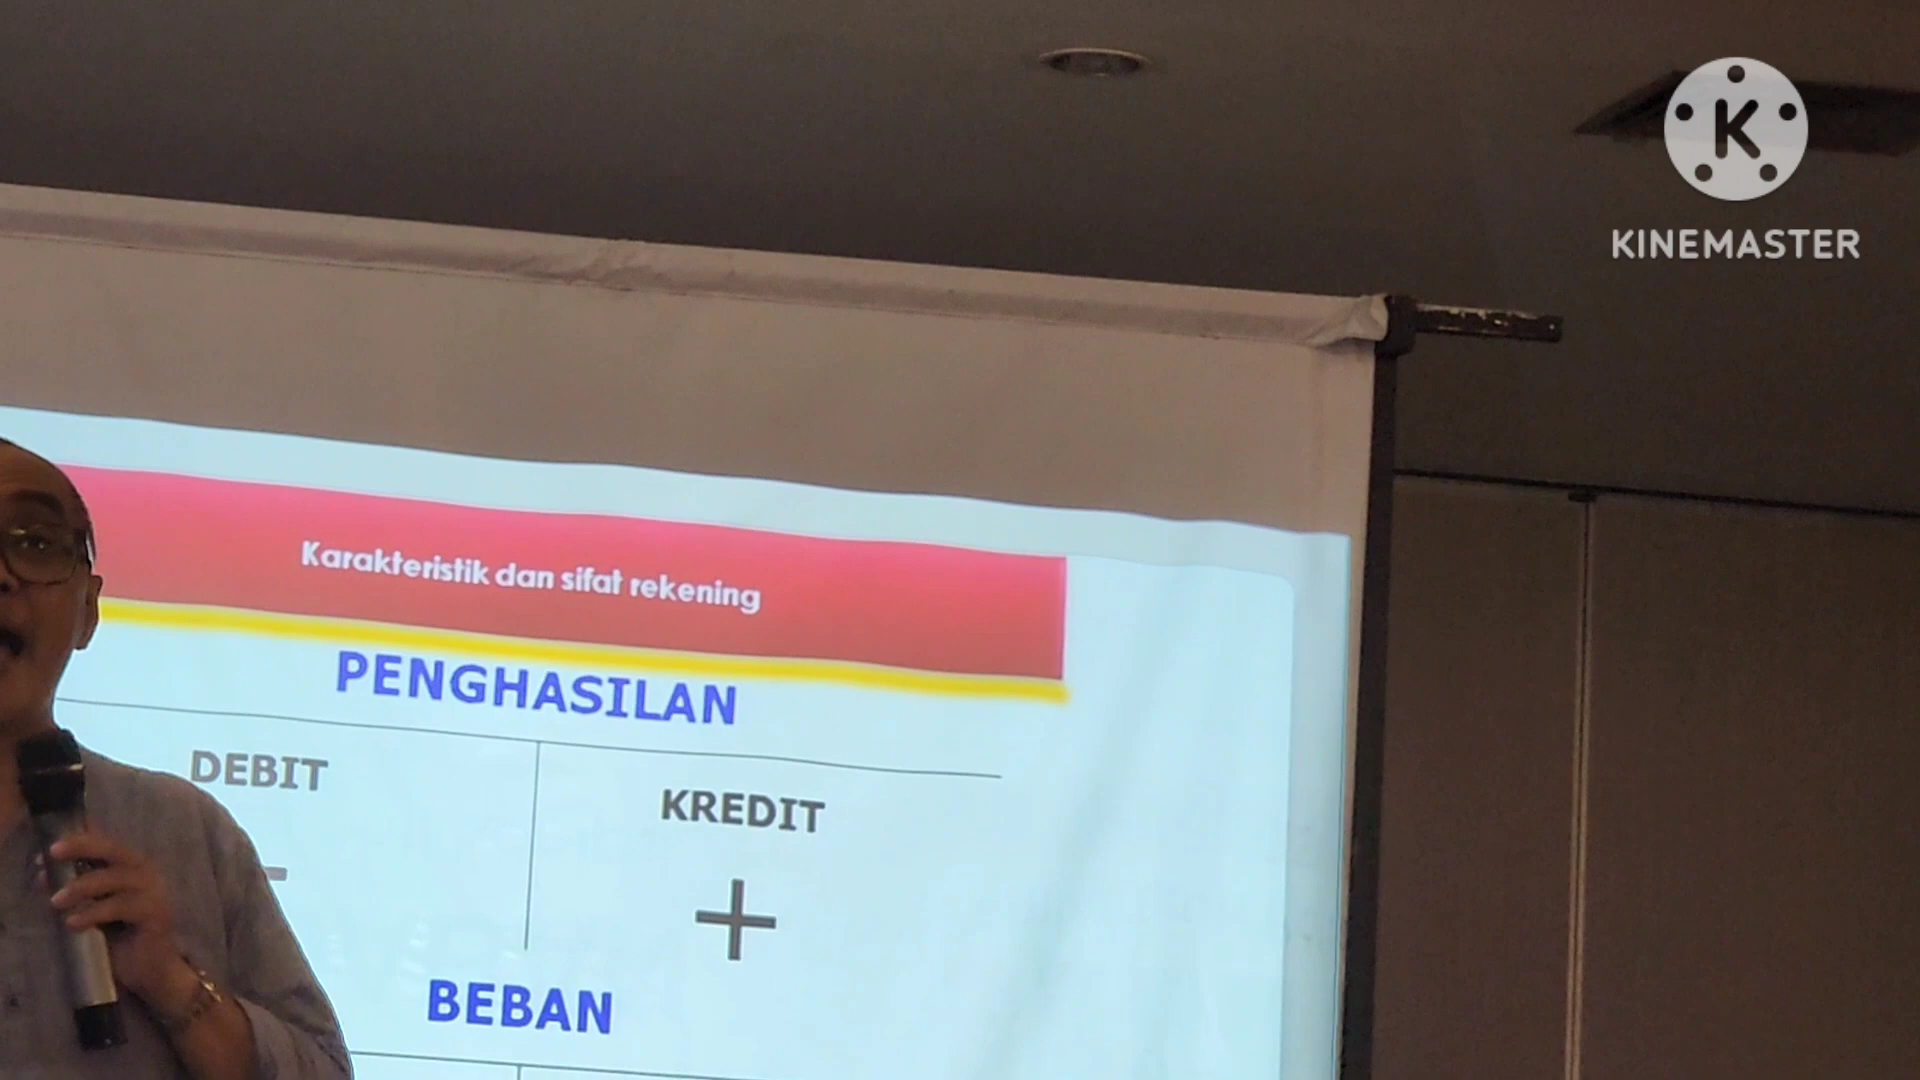 K
KINEMASTER
Karakteristik dan sifat rekening
PENGHASILAN
DEBIT
KREDIT
-
+
BEBAN